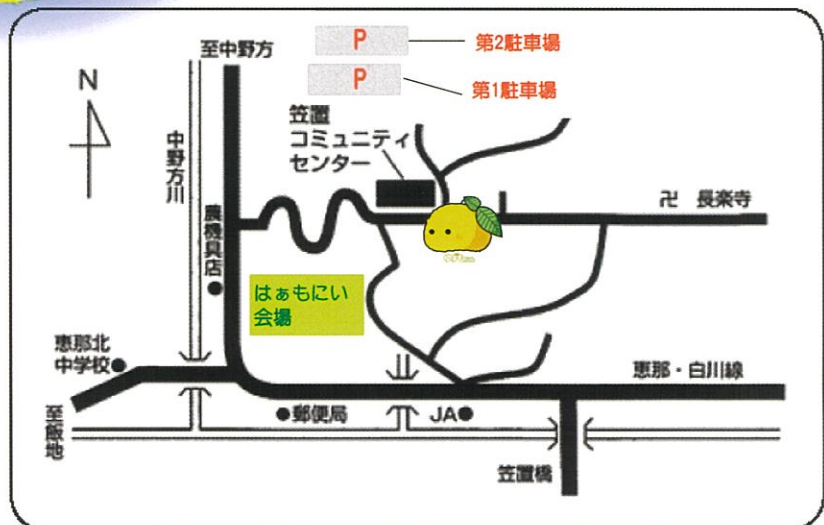 至中野方
P
第2駐車場
P
第1駐車場
N
笠置
コミュニティ
センター
中野方川
農機具店
卍 長楽寺
はぁもにい
会場
恵那北
中学校
恵那・白川線
郵便局
JA
至飯地
笠置橋